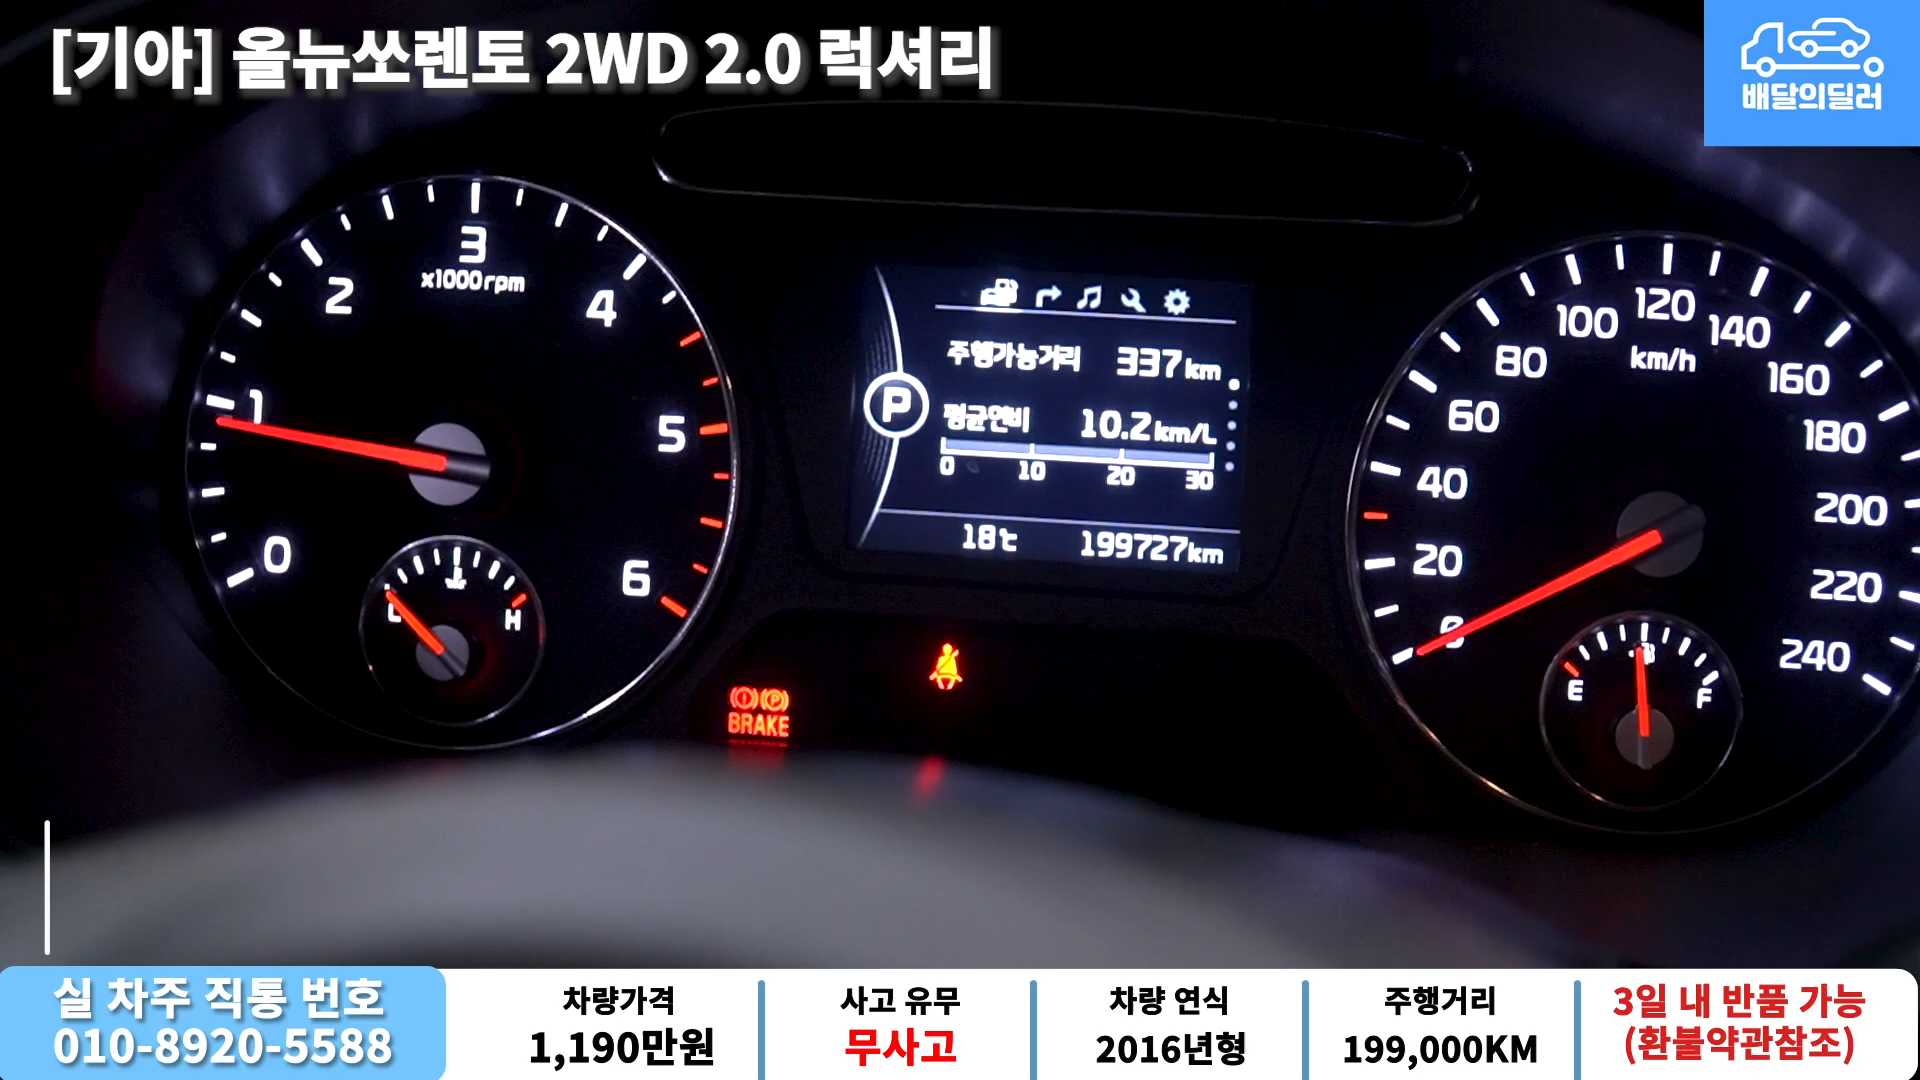 [기아] 올뉴쏘렌토 2WD 2.0 럭셔리
배달의딜러
0
1
2
3
4
5
6
x1000rpm
H
P
주행가능거리 337km
평균연비 10.2km/L
0 10 20 30
18℃ 199727km
BRAKE
0
20
40
60
80
100
120
140
160
180
200
220
240
km/h
E
F
실 차주 직통 번호
010-8920-5588
차량가격
1,190만원
사고 유무
무사고
차량 연식
2016년형
주행거리
199,000KM
3일 내 반품 가능
(환불약관참조)